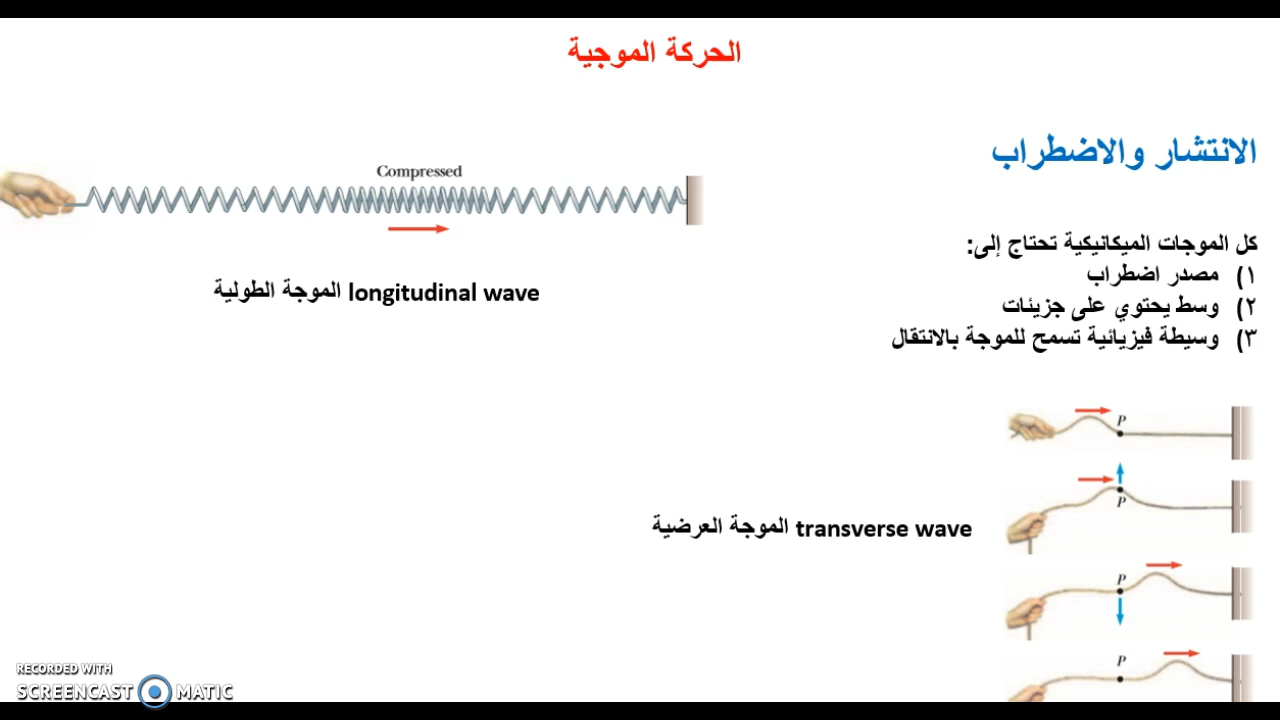 الحركة الموجية
الانتشار والاضطراب
Compressed
كل الموجات الميكانيكية تحتاج إلى:
١) مصدر اضطراب
٢) وسط يحتوي على جزيئات
٣) وسيطة فيزيائية تسمح للموجة بالانتقال
الموجة الطولية longitudinal wave
P
P
الموجة العرضية transverse wave
P
P
RECORDED WITH
SCREENCAST MATIC